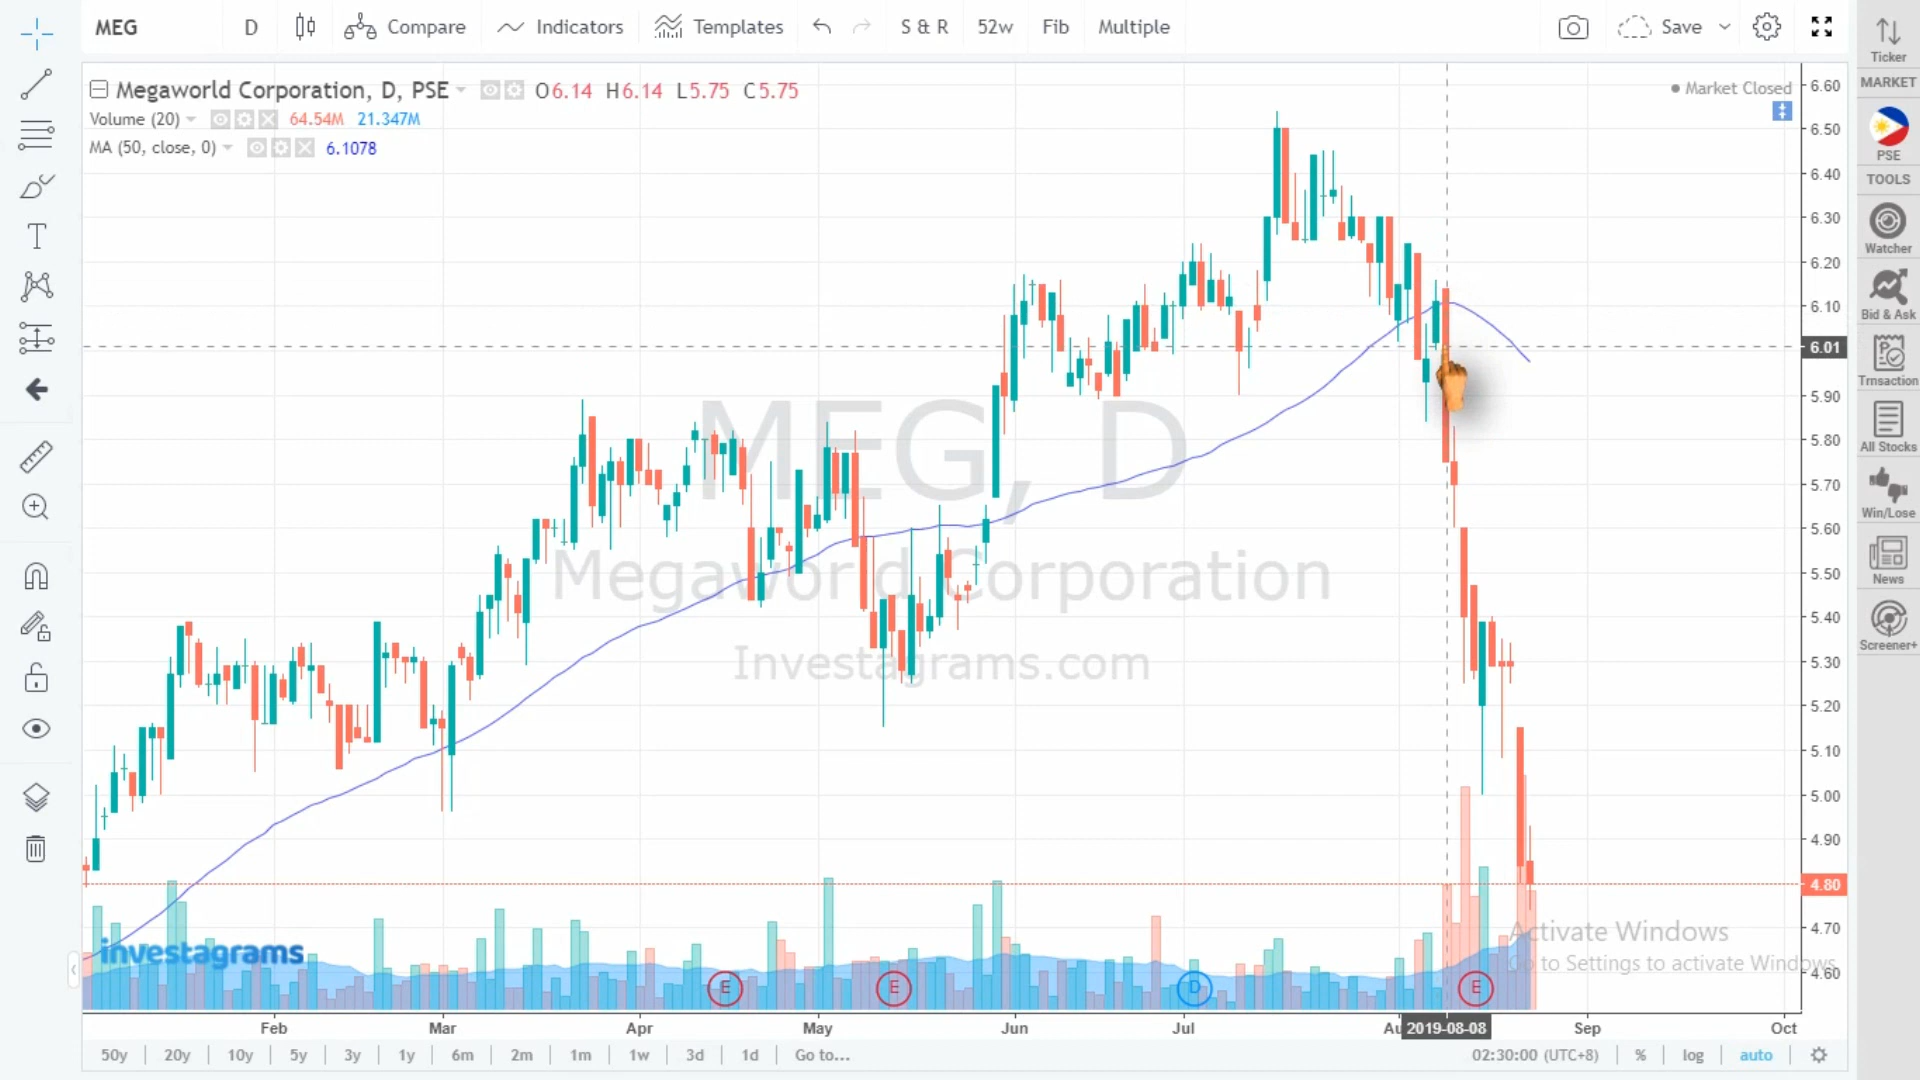 MEG D Compare Indicators Templates S & R 52w Fib Multiple Save
Megaworld Corporation, D, PSE O6.14 H6.14 L5.75 C5.75
Market Closed
Volume (20) 64.54M 21.347M
MA (50, close, 0) 6.1078
MEG, D
Megaworld Corporation
Investagrams.com
6.60
6.50
6.40
6.30
6.20
6.10
6.01
5.90
5.80
5.70
5.60
5.50
5.40
5.30
5.20
5.10
5.00
4.90
4.80
4.70
4.60
investagrams
Activate Windows
Go to Settings to activate Windows
E E D E
Feb Mar Apr May Jun Jul Au 2019-08-08 Sep Oct
50y 20y 10y 5y 3y 1y 6m 2m 1m 1w 3d 1d Go to... 02:30:00 (UTC+8) % log auto
Ticker
MARKET
PSE
TOOLS
Watcher
Bid & Ask
Trnsaction
All Stocks
Win/Lose
News
Screener+